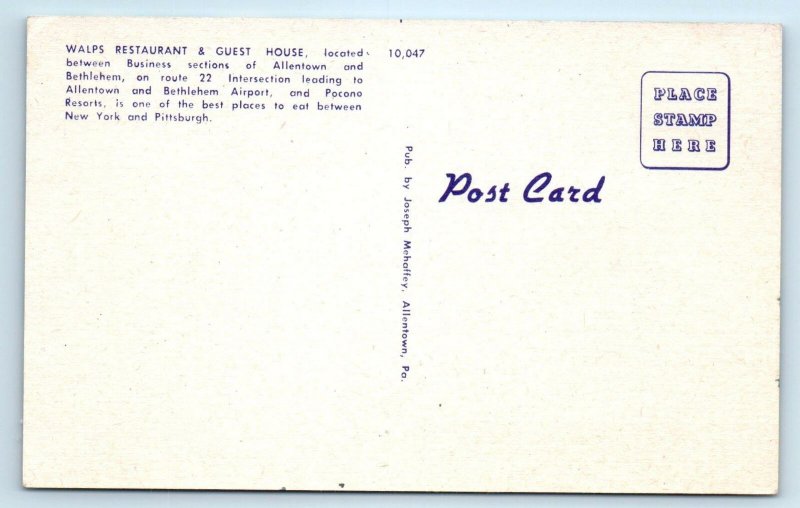 WALPS RESTAURANT & GUEST HOUSE, located
between Business sections of Allentown and
Bethlehem, on route 22 Intersection leading to
Allentown and Bethlehem Airport, and Pocono
Resorts, is one of the best places to eat between
New York and Pittsburgh.
10,047
Pub. by Joseph Mehaffey, Allentown, Pa.
Post Card
PLACE
STAMP
HERE